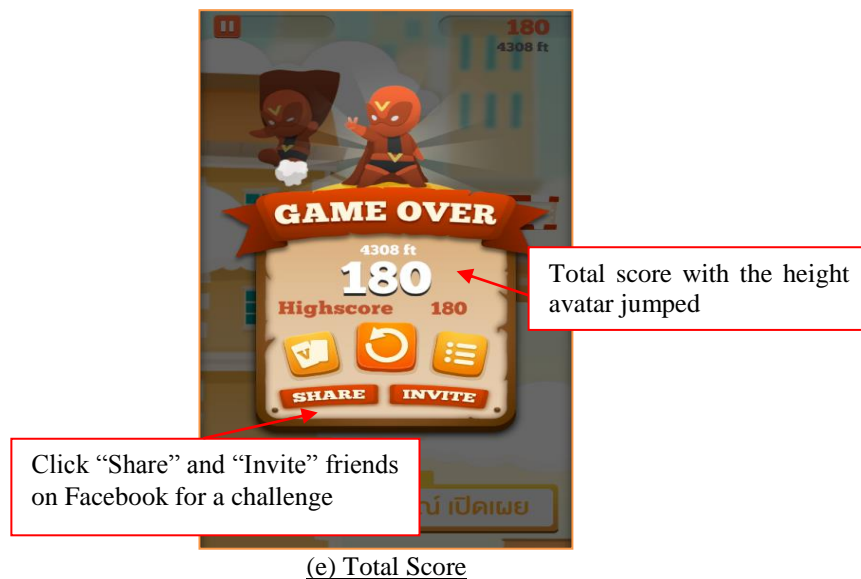 180
4308 ft
V
V
GAME OVER
4308 ft
180
Highscore 180
V
SHARE INVITE
Total score with the height
avatar jumped
Click “Share” and “Invite” friends
on Facebook for a challenge
เปิดเผย
(e) Total Score